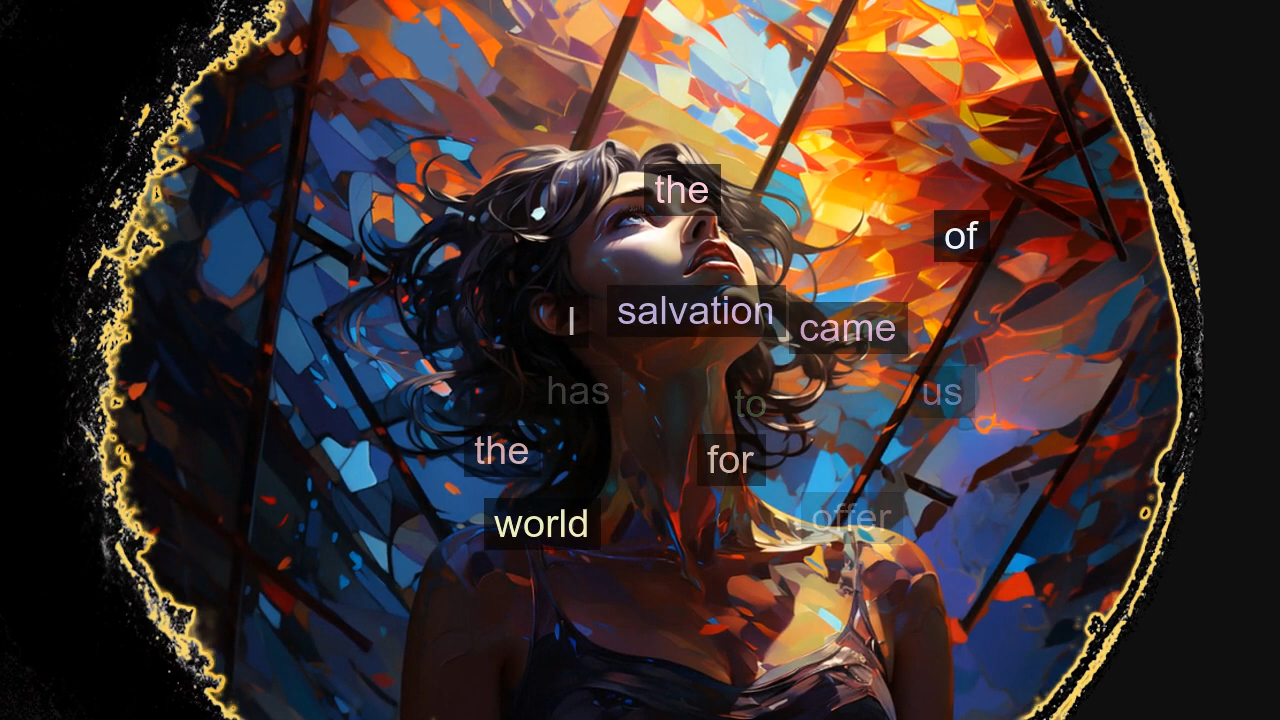 the
of
salvation
I
came
has
to
us
the
for
world
offer